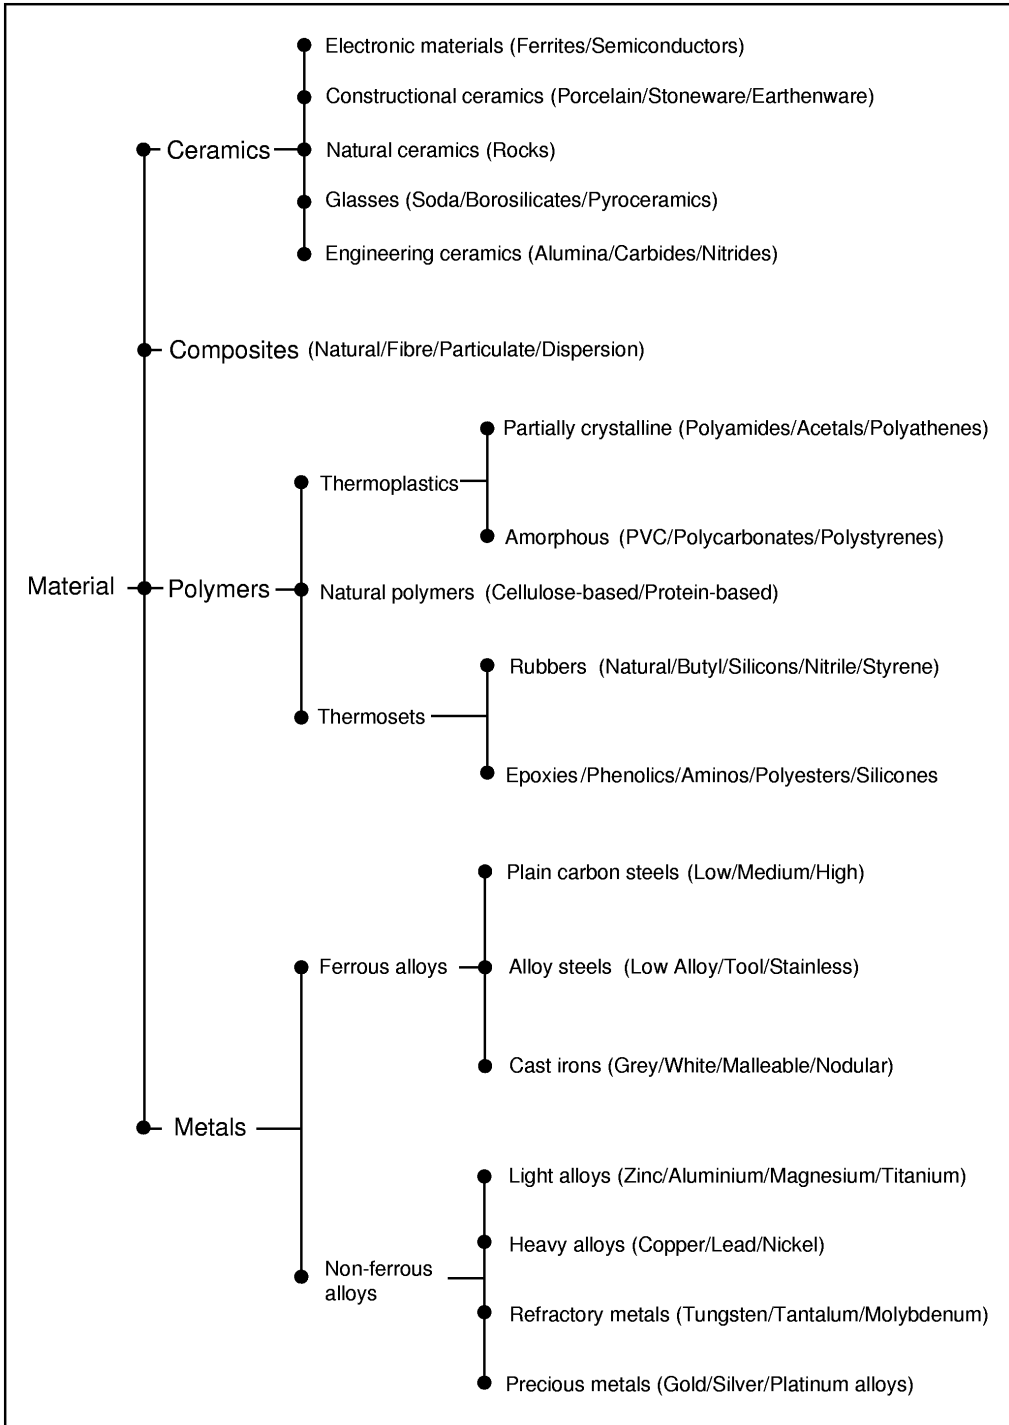 Electronic materials (Ferrites/Semiconductors)
Constructional ceramics (Porcelain/Stoneware/Earthenware)
Ceramics
Natural ceramics (Rocks)
Glasses (Soda/Borosilicates/Pyroceramics)
Engineering ceramics (Alumina/Carbides/Nitrides)
Composites (Natural/Fibre/Particulate/Dispersion)
Partially crystalline (Polyamides/Acetals/Polyathenes)
Thermoplastics
Amorphous (PVC/Polycarbonates/Polystyrenes)
Material
Polymers
Natural polymers (Cellulose-based/Protein-based)
Rubbers (Natural/Butyl/Silicons/Nitrile/Styrene)
Thermosets
Epoxies/Phenolics/Aminos/Polyesters/Silicones
Plain carbon steels (Low/Medium/High)
Ferrous alloys
Alloy steels (Low Alloy/Tool/Stainless)
Cast irons (Grey/White/Malleable/Nodular)
Metals
Light alloys (Zinc/Aluminium/Magnesium/Titanium)
Heavy alloys (Copper/Lead/Nickel)
Non-ferrous
alloys
Refractory metals (Tungsten/Tantalum/Molybdenum)
Precious metals (Gold/Silver/Platinum alloys)